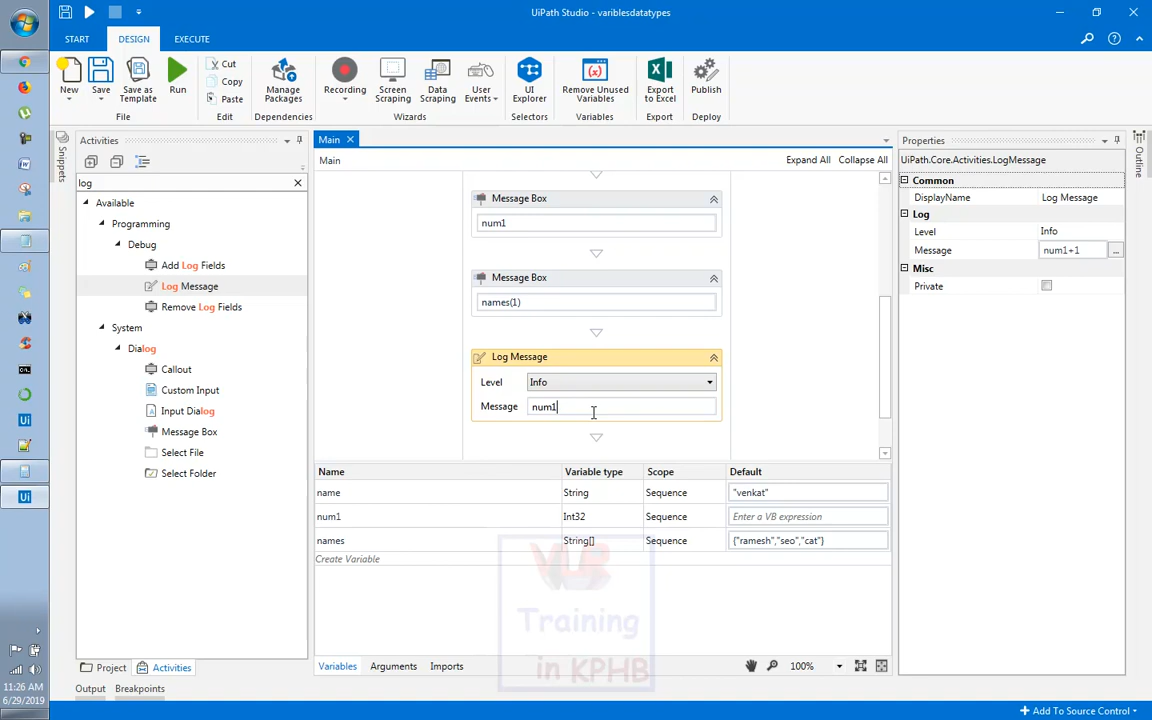 UiPath Studio - variblesdatatypes
START DESIGN EXECUTE
New
Save
Save as Template
Run
Cut
Copy
Paste
Manage Packages
Recording
Screen Scraping
Data Scraping
User Events
UI Explorer
Remove Unused Variables
Export to Excel
Publish
File Edit Dependencies Wizards Selectors Variables Export Deploy
Snippets
Activities
log
Available
Programming
Debug
Add Log Fields
Log Message
Remove Log Fields
System
Dialog
Callout
Custom Input
Input Dialog
Message Box
Select File
Select Folder
Project Activities
Output Breakpoints
Main
Main Expand All Collapse All
Message Box
num1
Message Box
names(1)
Log Message
Level Info
Message num1
Name Variable type Scope Default
name String Sequence "venkat"
num1 Int32 Sequence Enter a VB expression
names String[] Sequence {"ramesh","seo","cat"}
Create Variable
Training
in KPHB
Variables Arguments Imports 100%
Properties
UiPath.Core.Activities.LogMessage
Common
DisplayName Log Message
Log
Level Info
Message num1+1 ...
Misc
Private
Outline
Add To Source Control
11:26 AM
6/29/2019